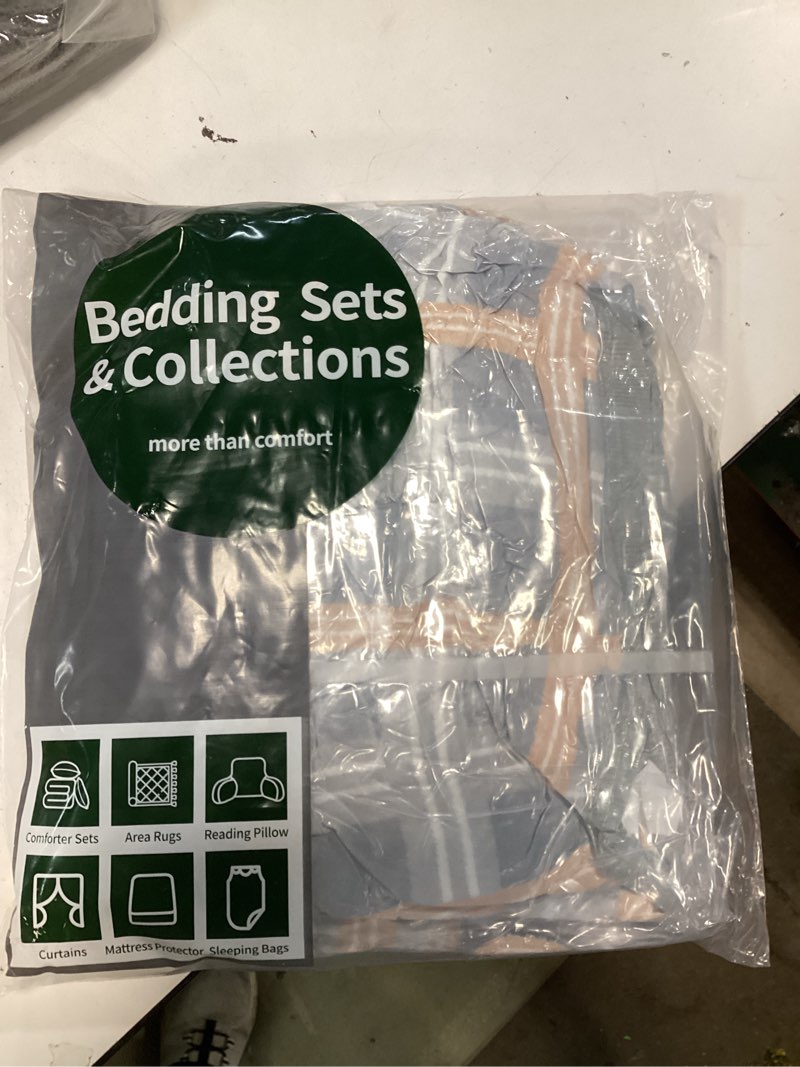 Bedding Sets
& Collections
more than comfort
Comforter Sets
Area Rugs
Reading Pillow
Curtains
Mattress Protector
Sleeping Bags